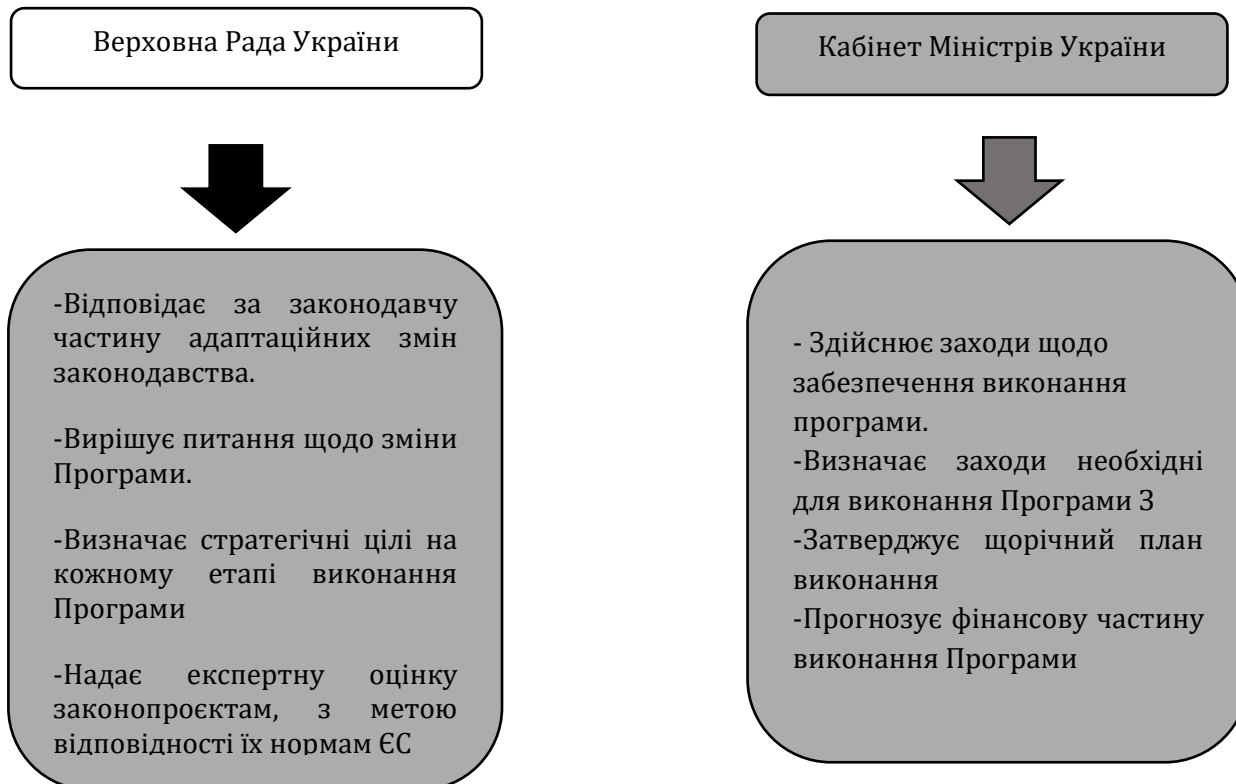 Верховна Рада України
-Відповідає за законодавчу
частину адаптаційних змін
законодавства.
-Вирішує питання щодо зміни
Програми.
-Визначає стратегічні цілі на
кожному етапі виконання
Програми
-Надає експертну оцінку
законопроєктам, з метою
відповідності їх нормам ЄС
Кабінет Міністрів України
- Здійснює заходи щодо
забезпечення виконання
програми.
-Визначає заходи необхідні
для виконання Програми З
-Затверджує щорічний план
виконання
-Прогнозує фінансову частину
виконання Програми